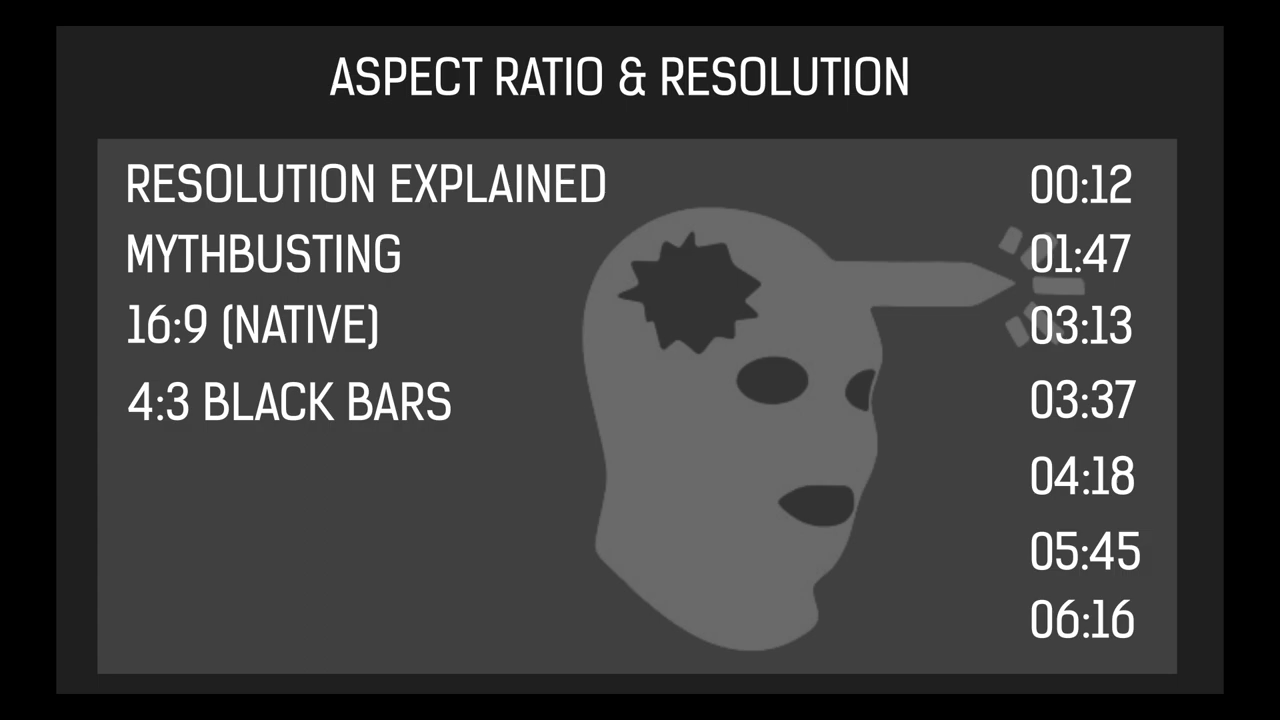 ASPECT RATIO & RESOLUTION
RESOLUTION EXPLAINED 00:12
MYTHBUSTING 01:47
16:9 (NATIVE) 03:13
4:3 BLACK BARS 03:37
04:18
05:45
06:16